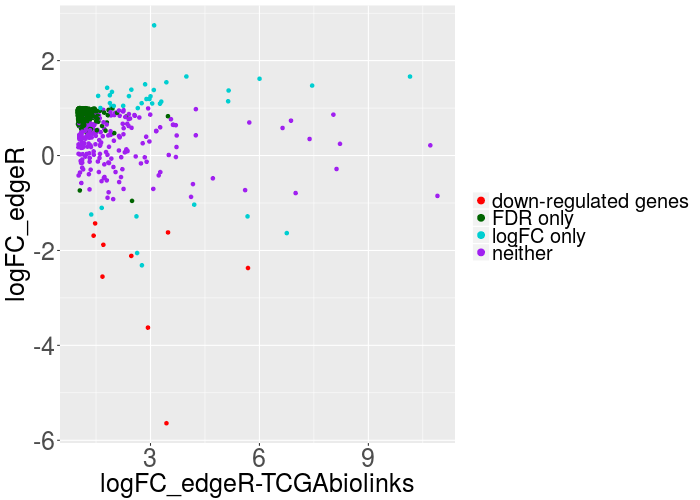 2
0
-2
-4
-6
3
6
9
logFC_edgeR
logFC_edgeR-TCGAbiolinks
down-regulated genes
FDR only
logFC only
neither